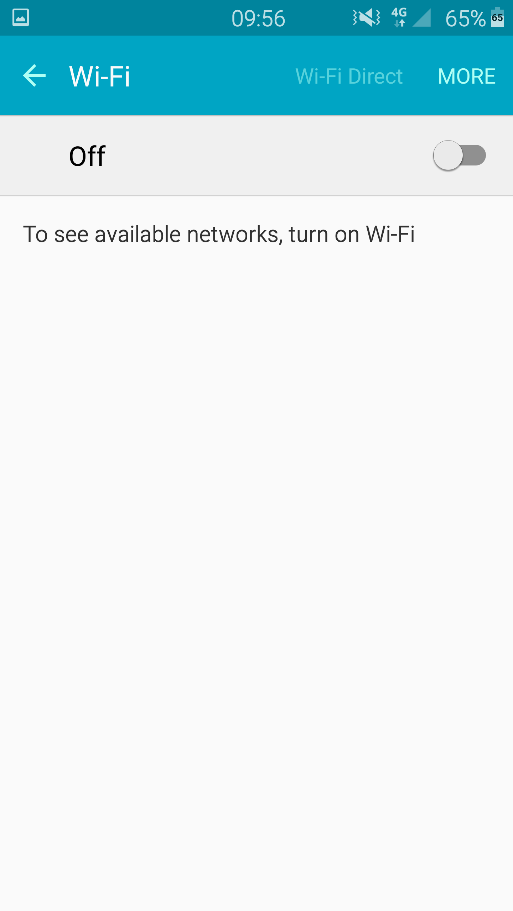 09:56 4G 65% 65
Wi-Fi Wi-Fi Direct MORE
Off
To see available networks, turn on Wi-Fi